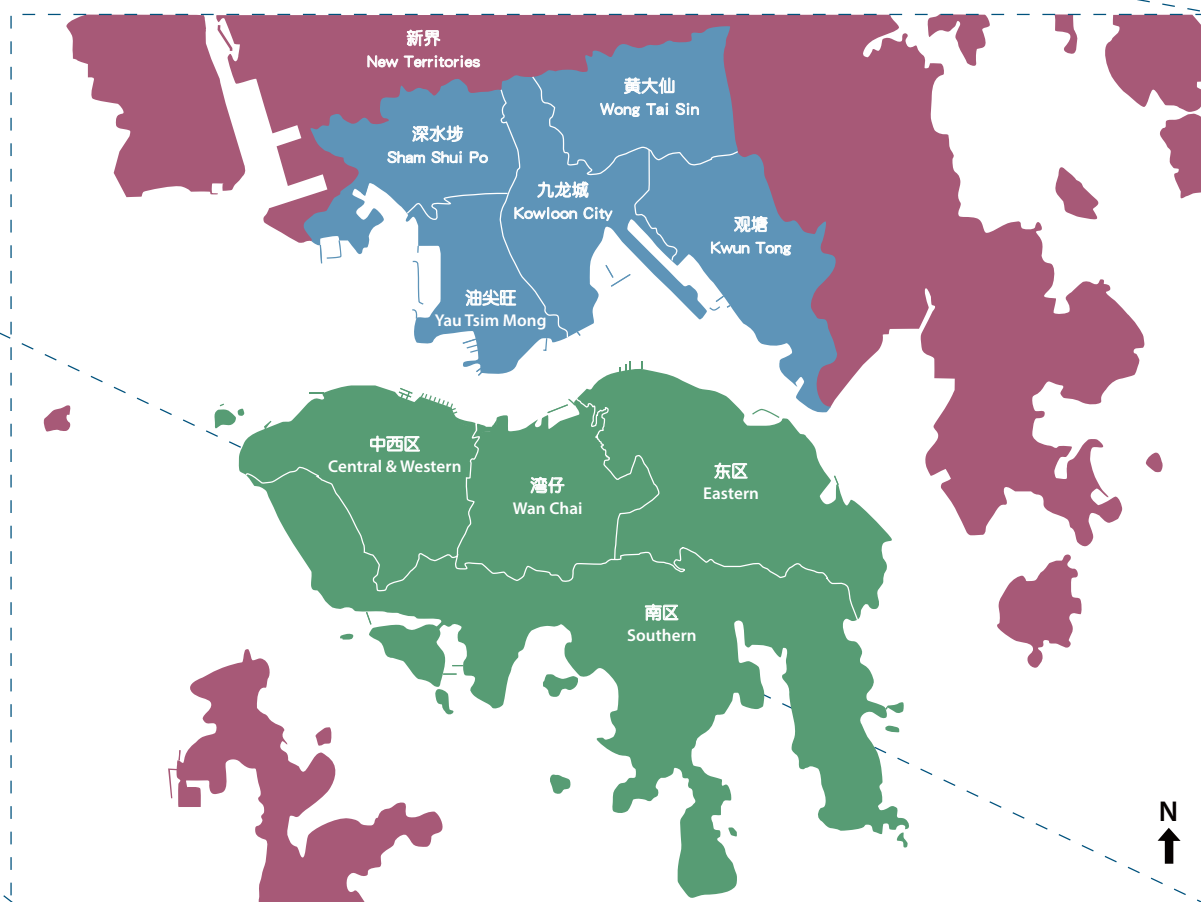 新界
New Territories
黄大仙
Wong Tai Sin
深水埗
Sham Shui Po
九龙城
Kowloon City
观塘
Kwun Tong
油尖旺
Yau Tsim Mong
中西区
Central & Western
湾仔
Wan Chai
东区
Eastern
南区
Southern
N